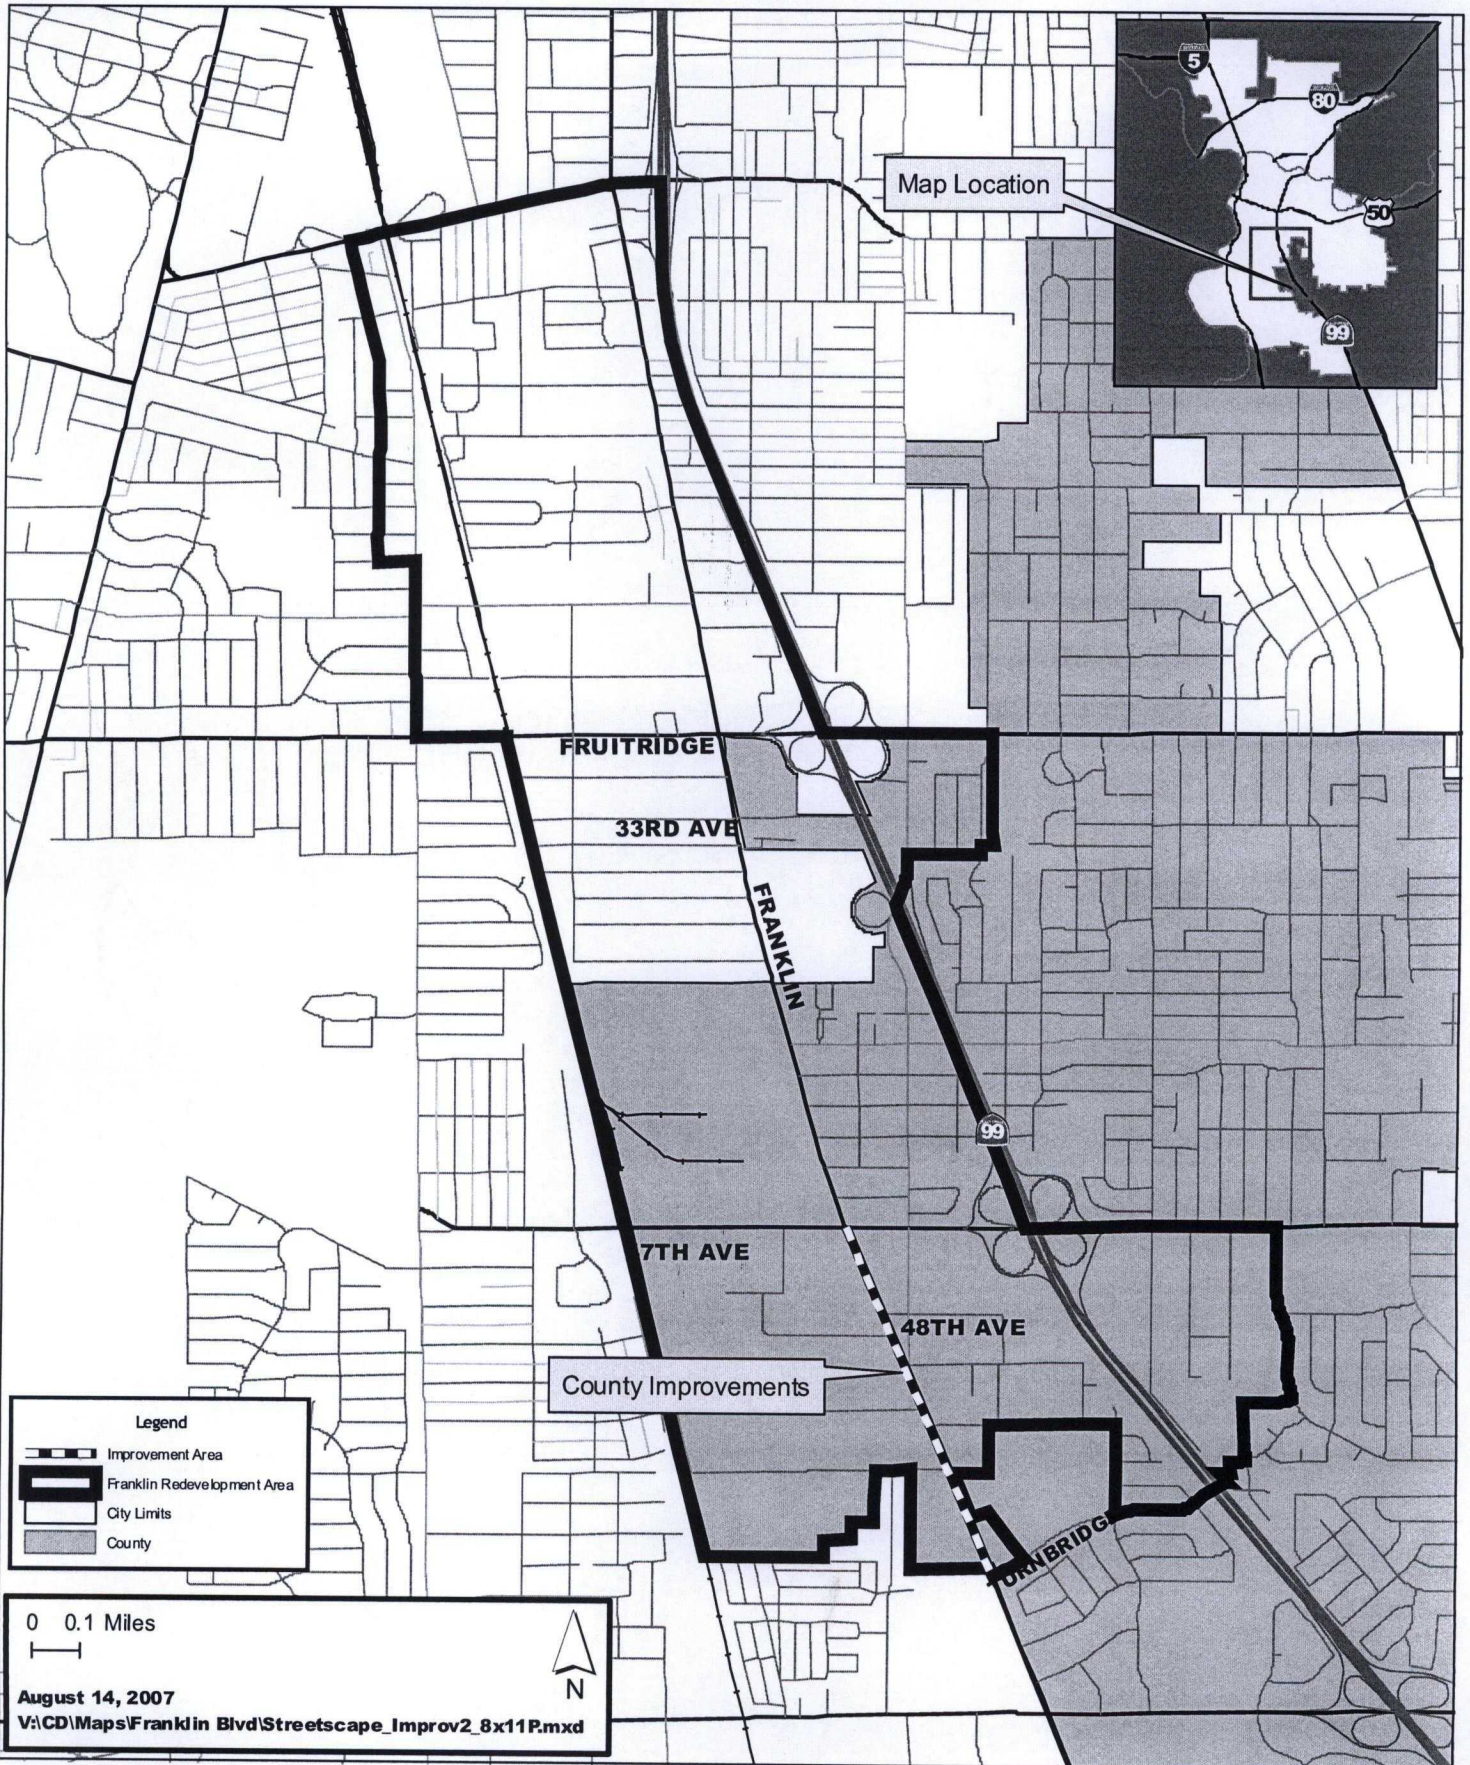 5
80
Map Location
50
99
FRUITRIDGE
33RD AVE
FRANKLIN
99
7TH AVE
48TH AVE
County Improvements
Legend
Improvement Area
Franklin Redevelopment Area
City Limits
County
URNBRIDG
0 0.1 Miles
N
August 14, 2007
V:\CD\Maps\Franklin Blvd\Streetscape_Improv2_8x11P.mxd